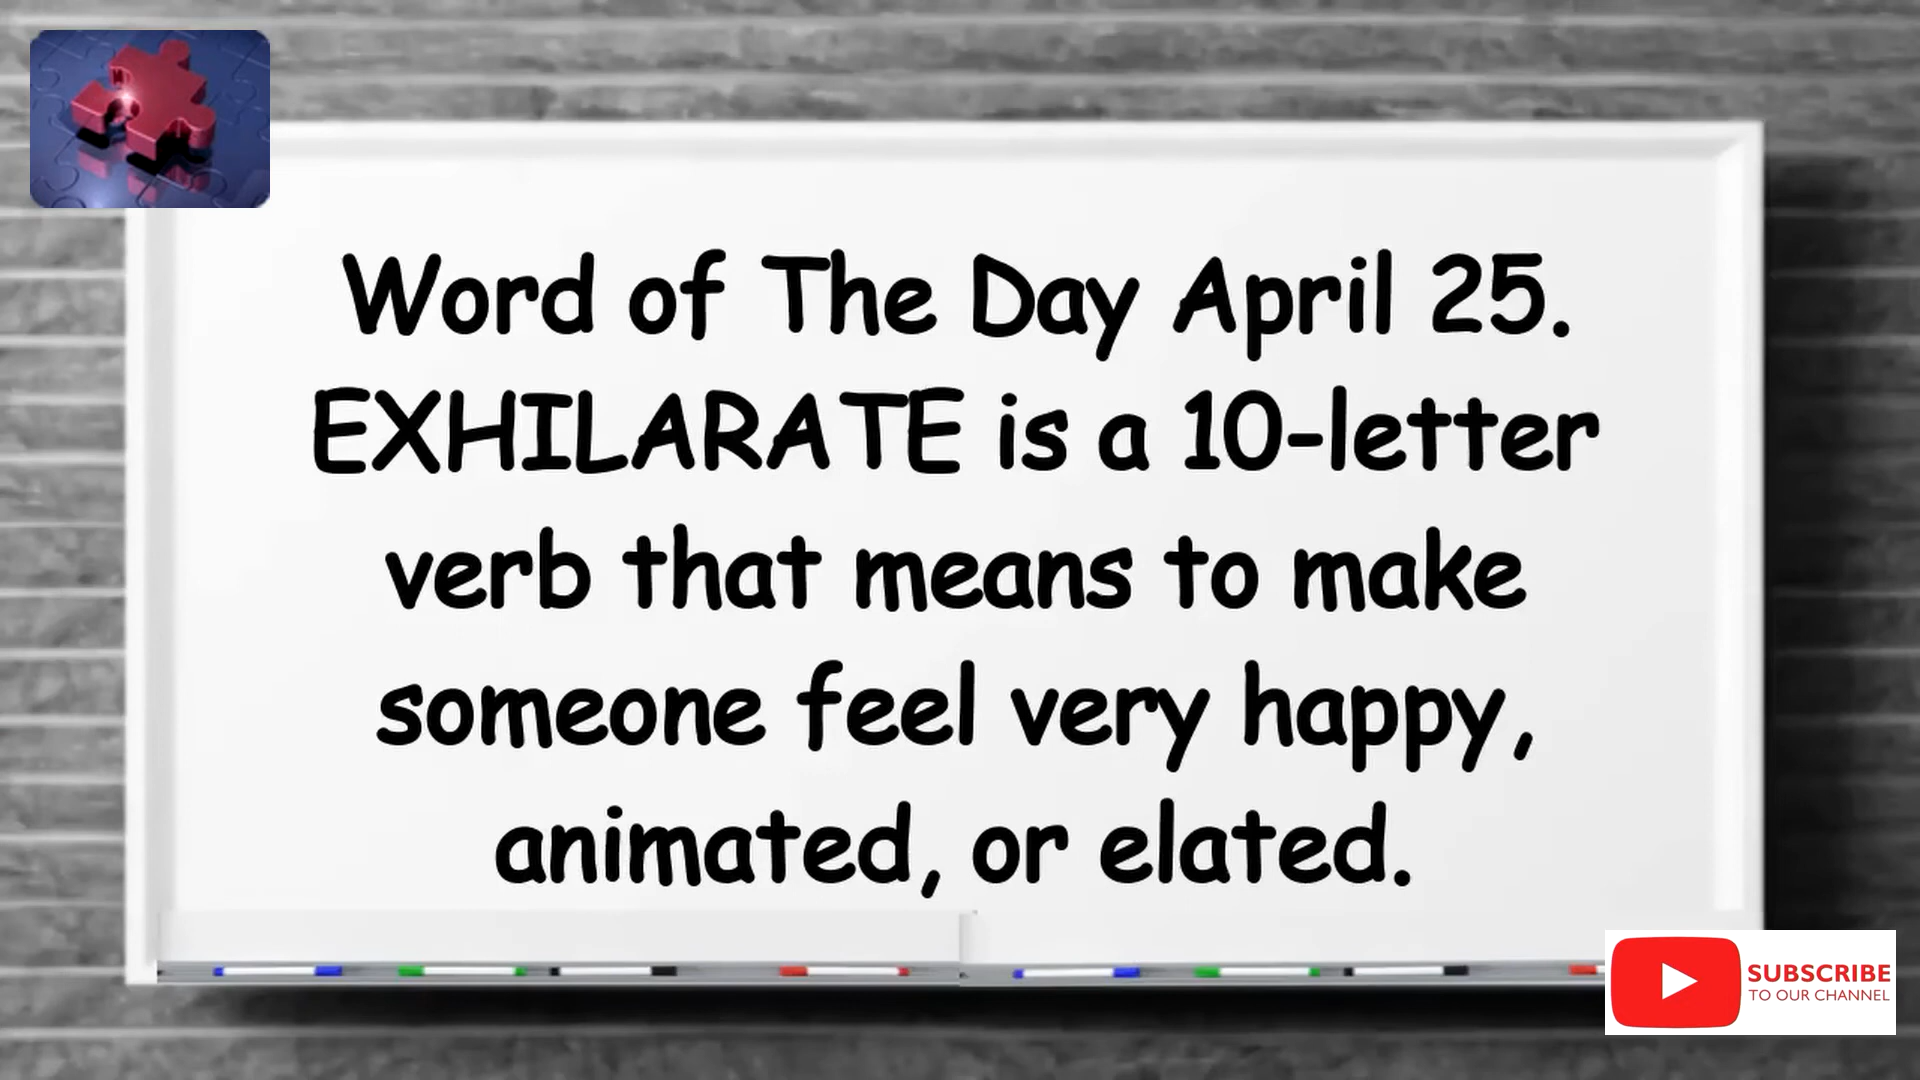 Word of The Day April 25.
EXHILARATE is a 10-letter
verb that means to make
someone feel very happy,
animated, or elated.
SUBSCRIBE
TO OUR CHANNEL